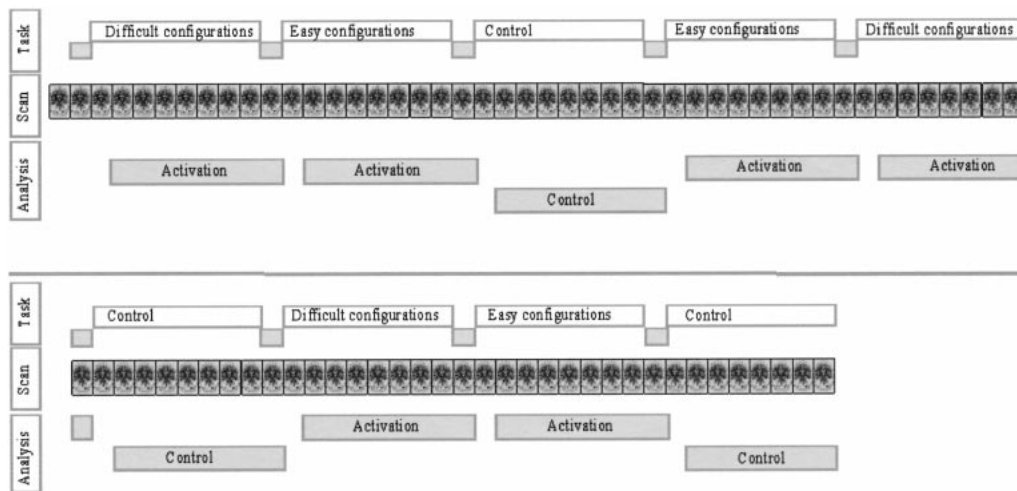 Task
Difficult configurations
Easy configurations
Control
Easy configurations
Difficult configurations
Scan
Analysis
Activation
Activation
Control
Activation
Activation
Task
Control
Difficult configurations
Easy configurations
Control
Scan
Analysis
Control
Activation
Activation
Control